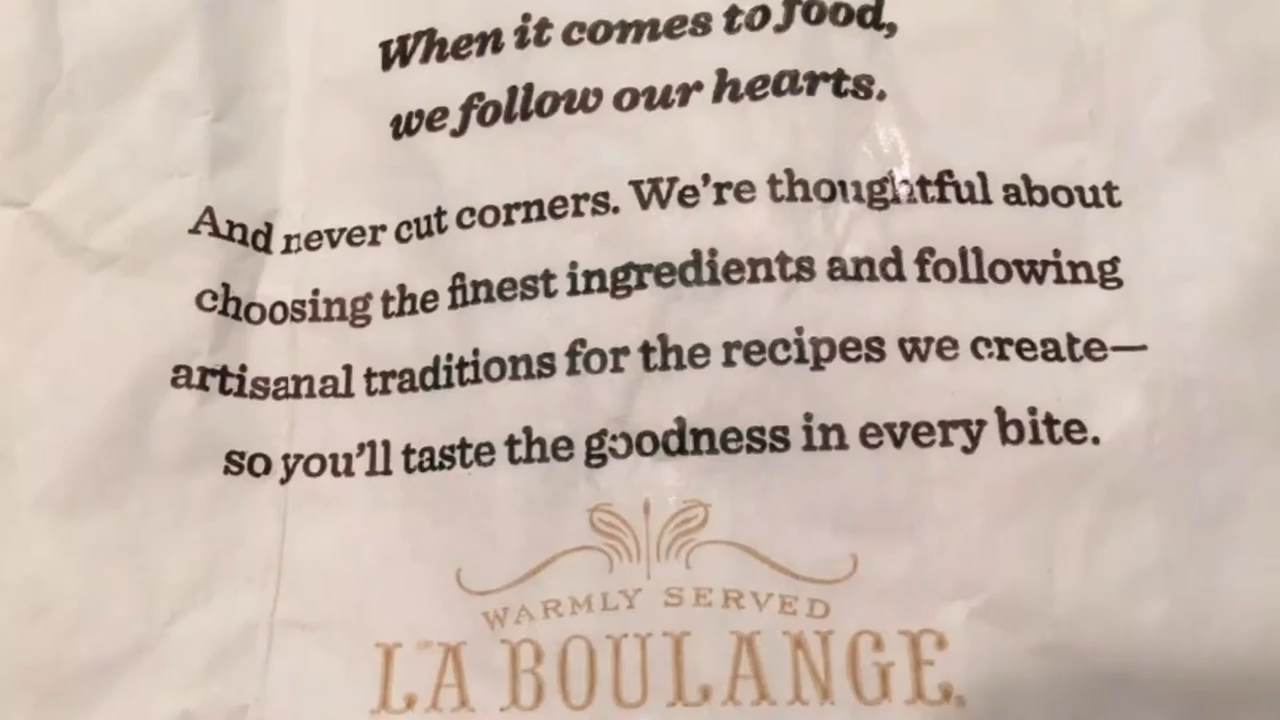 When it comes to food,
we follow our hearts.
And never cut corners. We're thoughtful about
choosing the finest ingredients and following
artisanal traditions for the recipes we create—
so you'll taste the goodness in every bite.
WARMLY SERVED
LA BOULANGE.